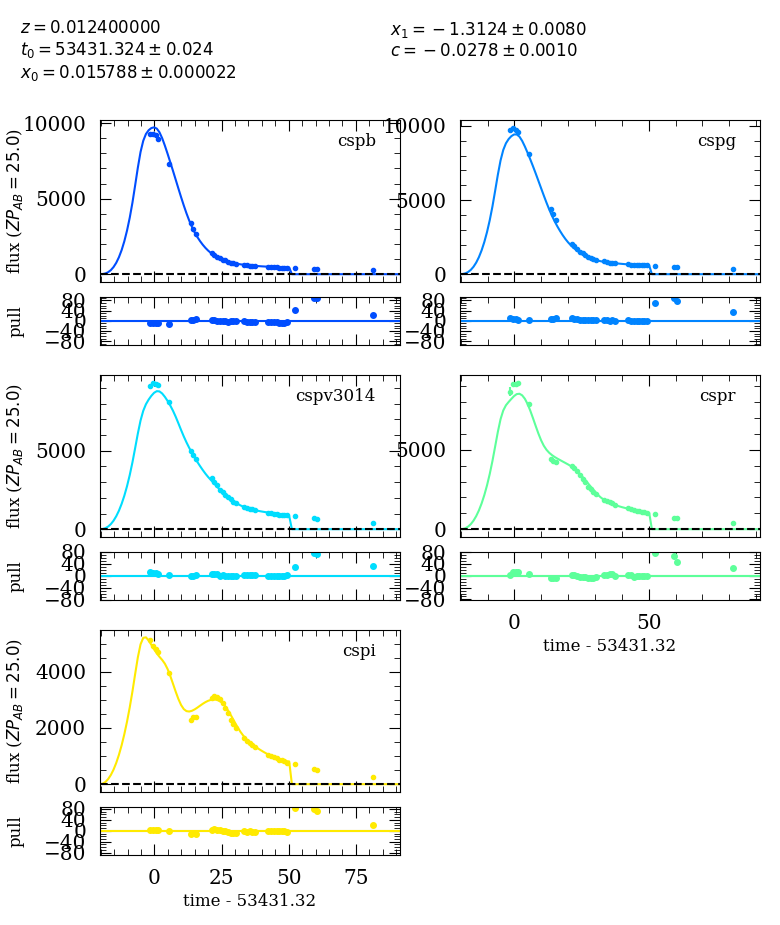 z = 0.012400000
t₀ = 53431.324 ± 0.024
x₀ = 0.015788 ± 0.000022
x₁ = −1.3124 ± 0.0080
c = −0.0278 ± 0.0010
10000
5000
0
flux (ZP_AB = 25.0)
cspb
10000
5000
0
cspg
80
40
0
−40
−80
pull
80
40
0
−40
−80
5000
0
flux (ZP_AB = 25.0)
cspv3014
5000
0
cspr
80
40
0
−40
−80
pull
80
40
0
−40
−80
0
50
time - 53431.32
4000
2000
0
flux (ZP_AB = 25.0)
cspi
80
40
0
−40
−80
pull
0
25
50
75
time - 53431.32